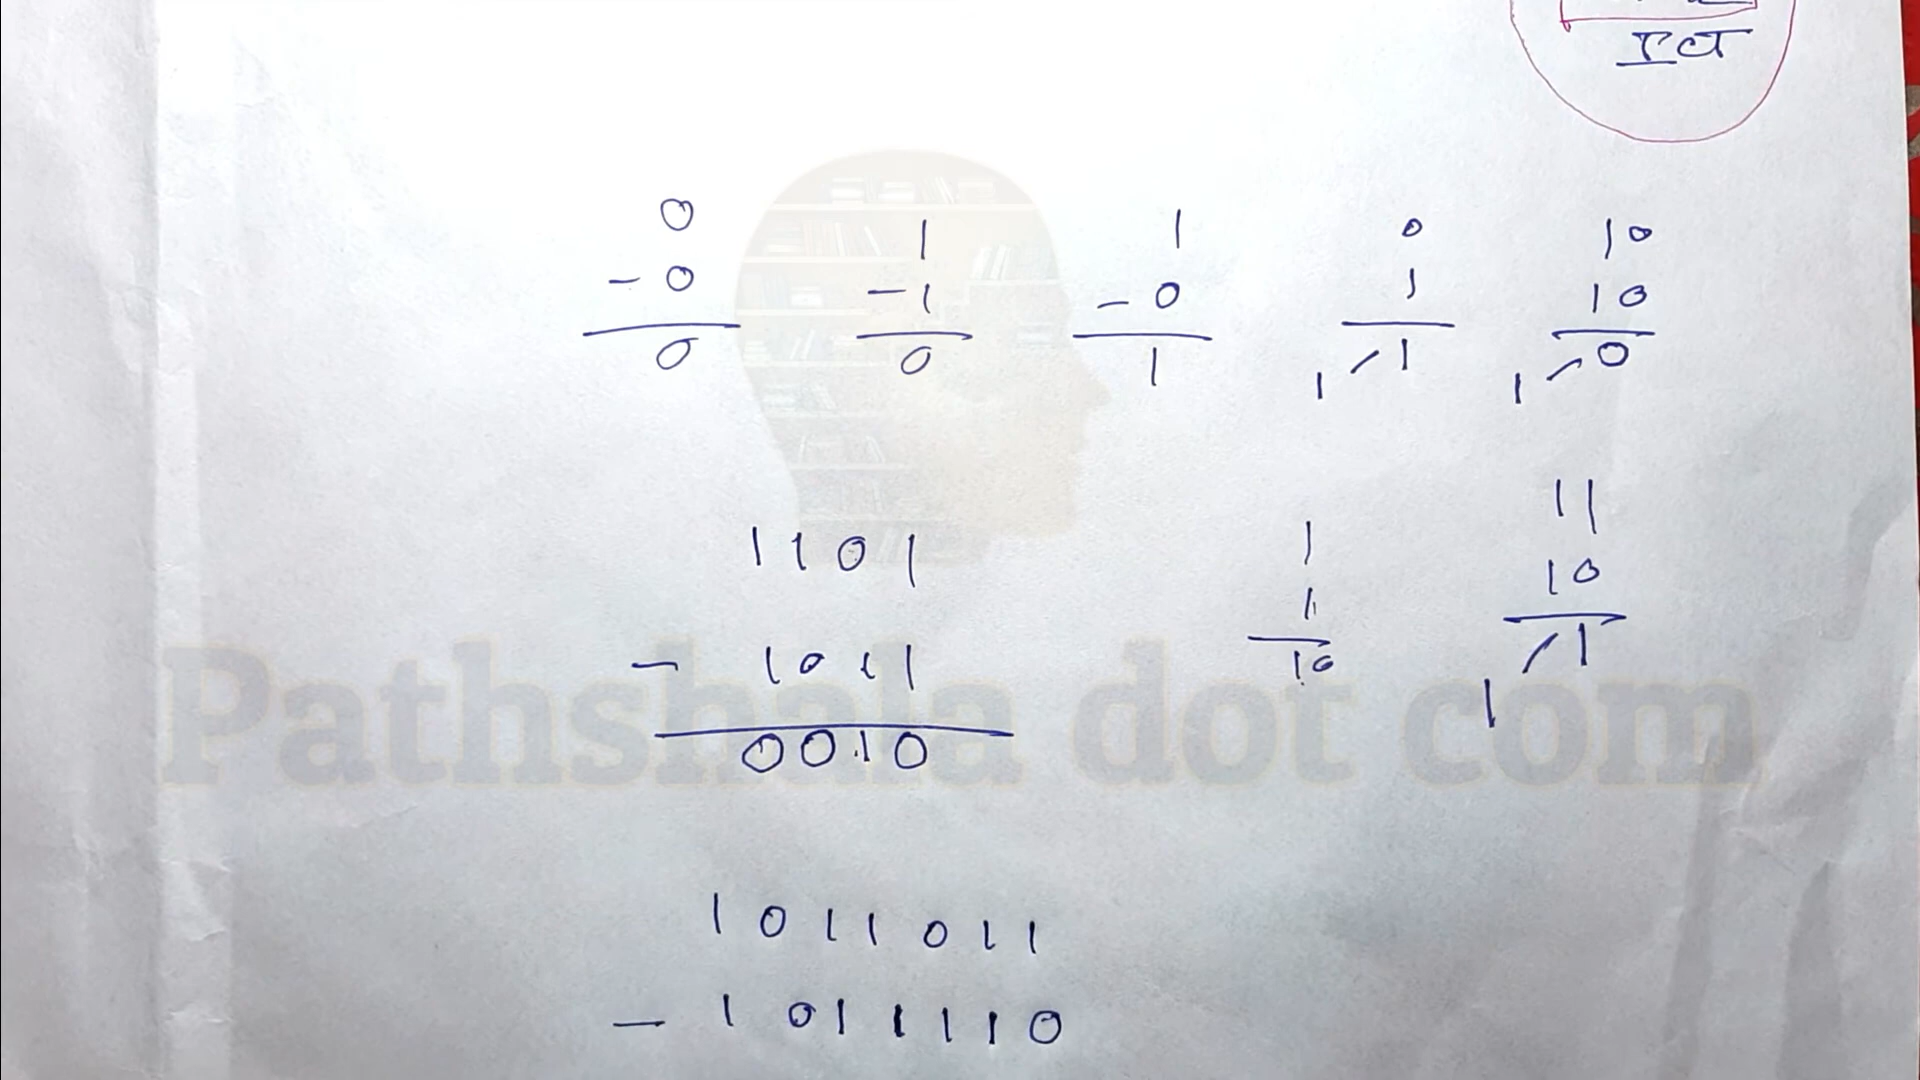 ICT
0 1 1 0 10
- 0 - 1 - 0 1 10
0 0 1 1 1 1 0
1101 1 11
- 1011 1 10
0010 10 1 1
Pathshala dot com
1011011
- 1011110